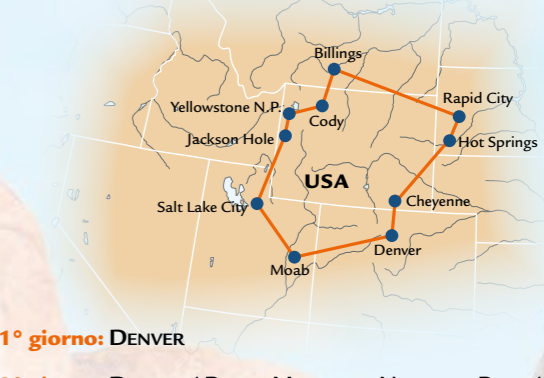 Billings
Rapid City
Yellowstone N.P.
Cody
Jackson Hole
Hot Springs
USA
Cheyenne
Salt Lake City
Denver
Moab
1° giorno: DENVER